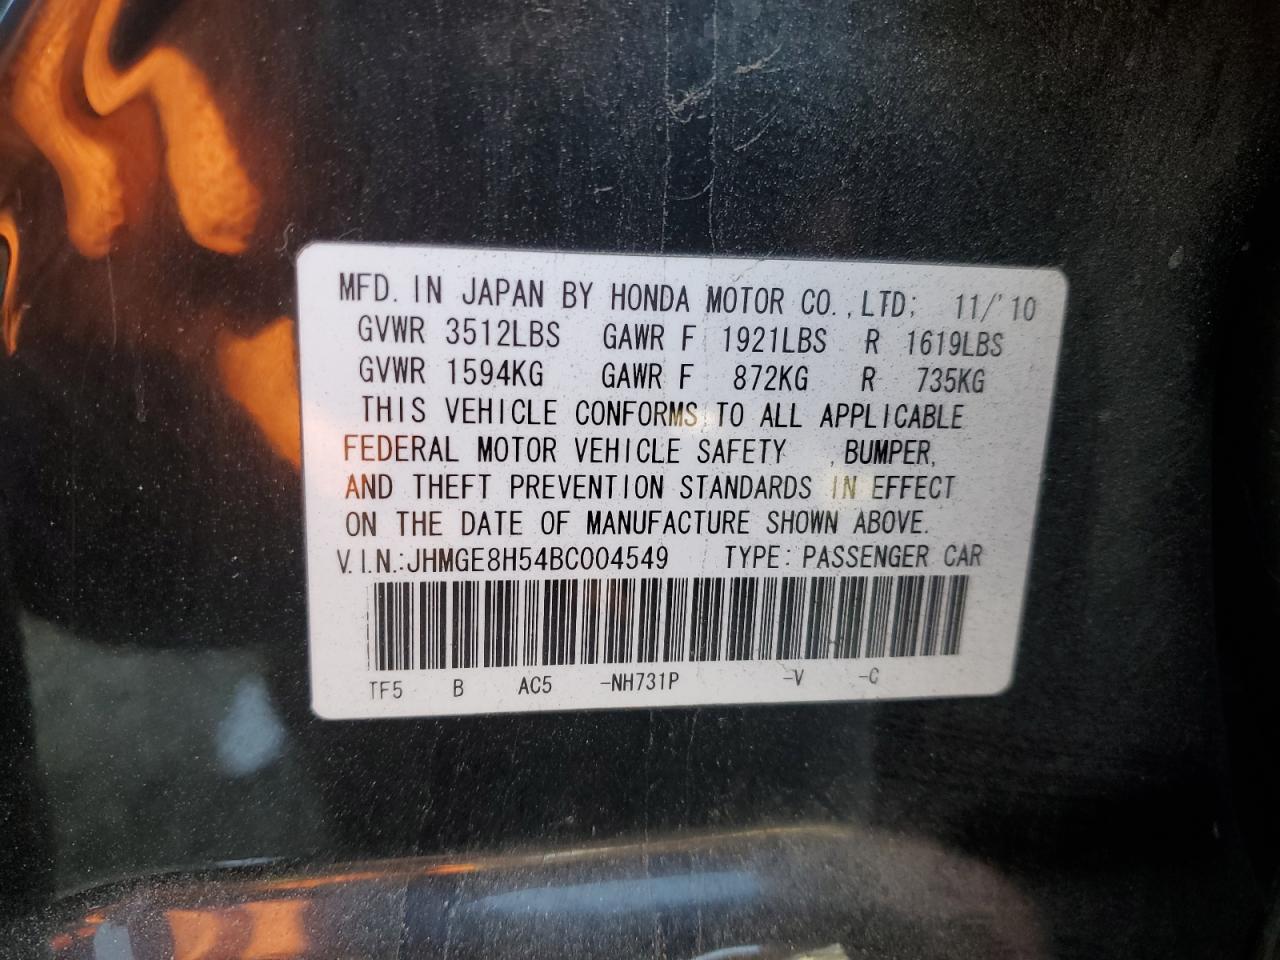 MFD. IN JAPAN BY HONDA MOTOR CO.,LTD; 11/'10
GVWR 3512LBS GAWR F 1921LBS R 1619LBS
GVWR 1594KG GAWR F 872KG R 735KG
THIS VEHICLE CONFORMS TO ALL APPLICABLE
FEDERAL MOTOR VEHICLE SAFETY , BUMPER,
AND THEFT PREVENTION STANDARDS IN EFFECT
ON THE DATE OF MANUFACTURE SHOWN ABOVE.
V.I.N.:JHMGE8H54BC004549 TYPE:PASSENGER CAR
TF5 B AC5 -NH731P -V -C